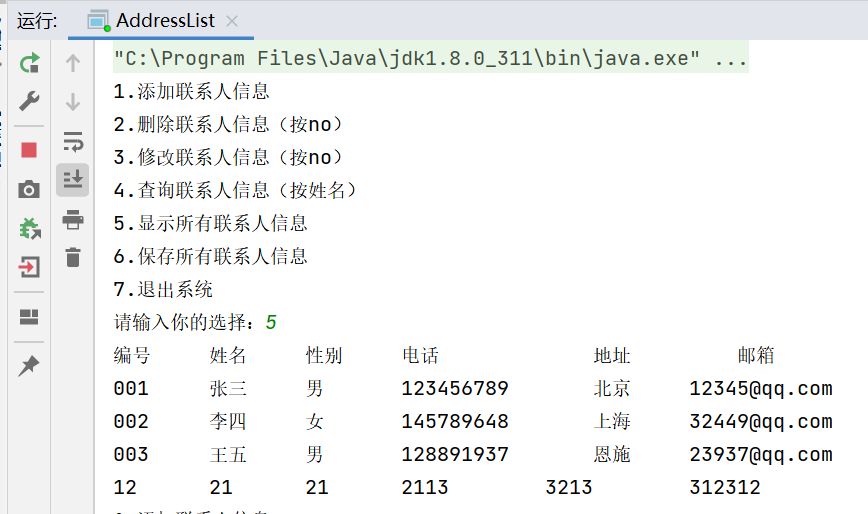 运行: AddressList
"C:\Program Files\Java\jdk1.8.0_311\bin\java.exe" ...
1.添加联系人信息
2.删除联系人信息（按no）
3.修改联系人信息（按no）
4.查询联系人信息（按姓名）
5.显示所有联系人信息
6.保存所有联系人信息
7.退出系统
请输入你的选择：5
编号 姓名 性别 电话 地址 邮箱
001 张三 男 123456789 北京 12345@qq.com
002 李四 女 145789648 上海 32449@qq.com
003 王五 男 128891937 恩施 23937@qq.com
12 21 21 2113 3213 312312